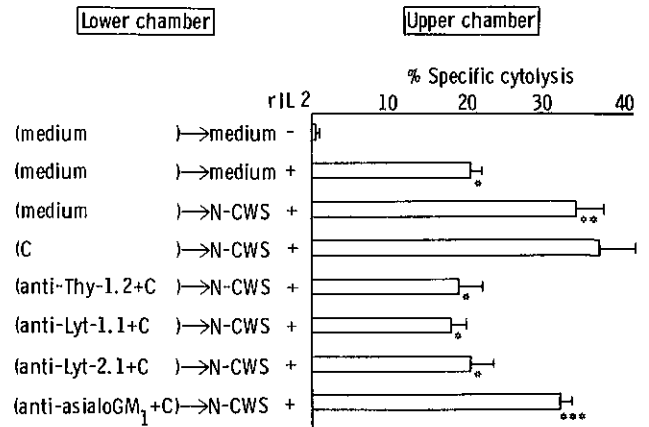 Lower chamber Upper chamber
% Specific cytolysis
rIL 2 10 20 30 40
(medium )→medium -
(medium )→medium + *
(medium )→N-CWS + **
(C )→N-CWS +
(anti-Thy-1.2+C )→N-CWS + *
(anti-Lyt-1.1+C )→N-CWS + *
(anti-Lyt-2.1+C )→N-CWS + *
(anti-asialoGM1+C)→N-CWS + ***